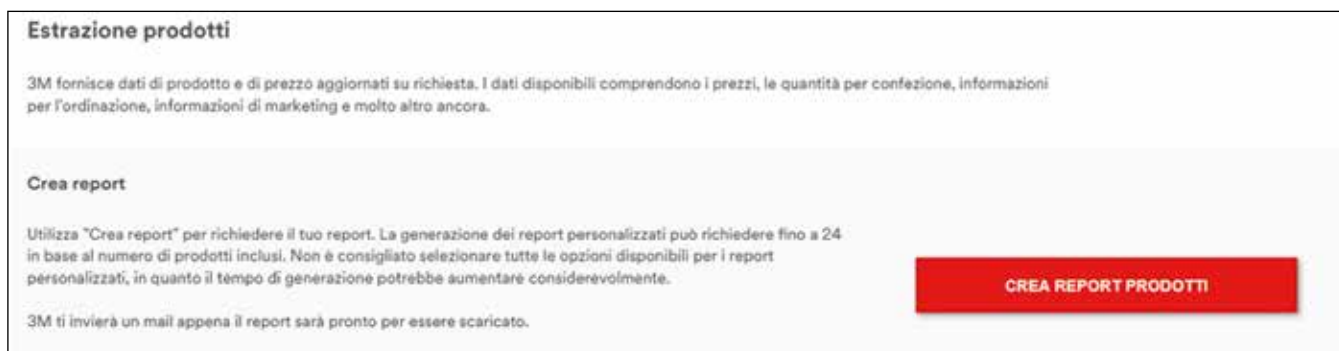 Estrazione prodotti
3M fornisce dati di prodotto e di prezzo aggiornati su richiesta. I dati disponibili comprendono i prezzi, le quantità per confezione, informazioni
per l'ordinazione, informazioni di marketing e molto altro ancora.
Crea report
Utilizza "Crea report" per richiedere il tuo report. La generazione dei report personalizzati può richiedere fino a 24
in base al numero di prodotti inclusi. Non è consigliato selezionare tutte le opzioni disponibili per i report
personalizzati, in quanto il tempo di generazione potrebbe aumentare considerevolmente.
CREA REPORT PRODOTTI
3M ti invierà un mail appena il report sarà pronto per essere scaricato.